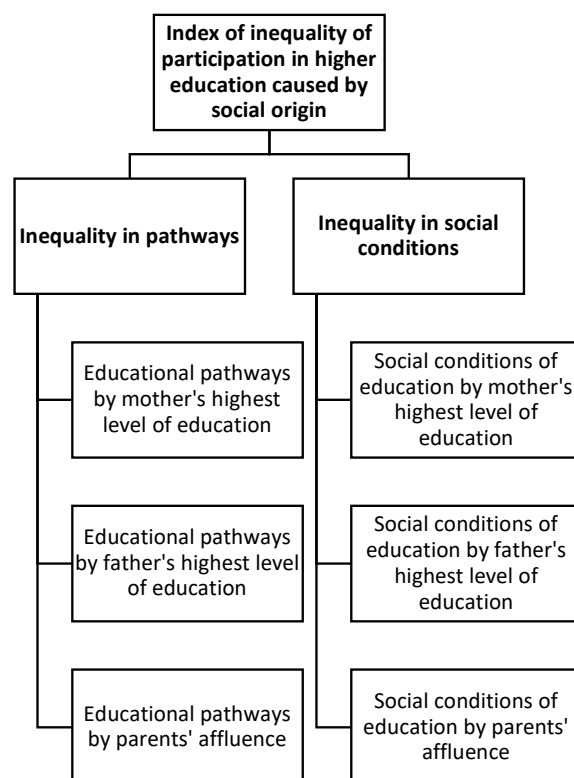 Index of inequality of
participation in higher
education caused by
social origin
Inequality in pathways
Inequality in social
conditions
Educational pathways
by mother's highest
level of education
Social conditions of
education by mother's
highest level of
education
Educational pathways
by father's highest level
of education
Social conditions of
education by father's
highest level of
education
Educational pathways
by parents' affluence
Social conditions of
education by parents'
affluence